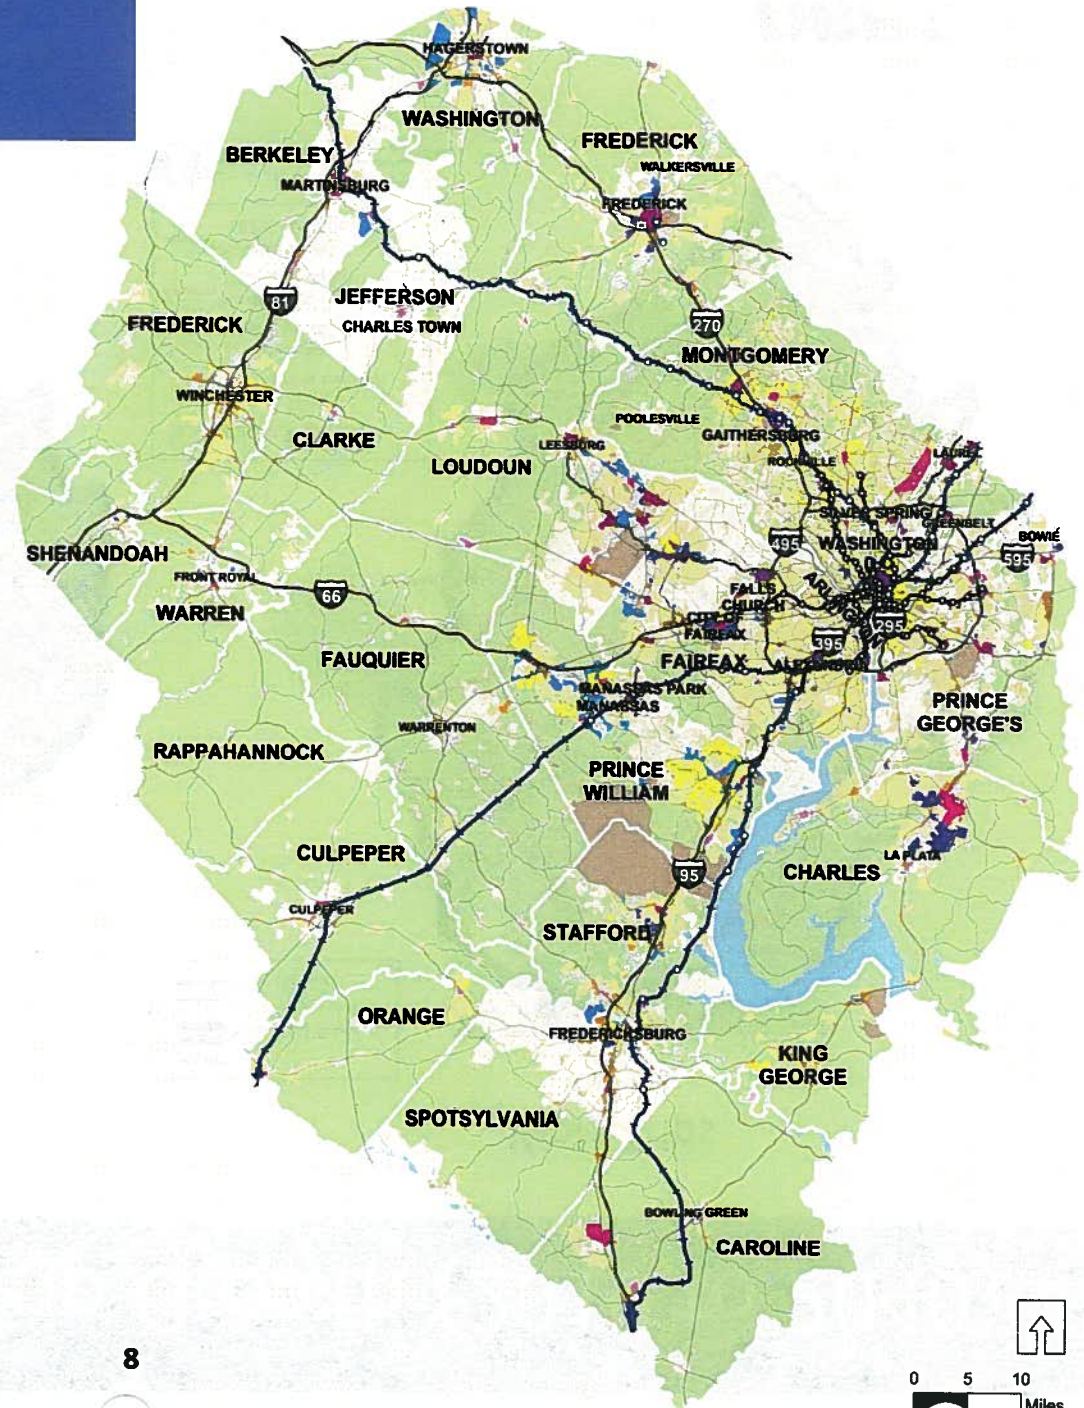 HAGERSTOWN
WASHINGTON
FREDERICK
WALKERSVILLE
BERKELEY
MARTINSBURG
FREDERICK
81
JEFFERSON
CHARLES TOWN
FREDERICK
270
MONTGOMERY
WINCHESTER
CLARKE
POOLESVILLE
LEESBURG
GAITHERSBURG
LOUDOUN
ROCKVILLE
LAUREL
SILVER SPRING
GREENBELT
SHENANDOAH
495
WASHINGTON
BOWIE
595
FRONT ROYAL
66
FALLS
CHURCH
ARLINGTON
WARREN
CITY OF
FAIRFAX
295
395
FAUQUIER
FAIRFAX
ALEXANDRIA
MANASSAS PARK
MANASSAS
PRINCE
GEORGE'S
WARRENTON
RAPPAHANNOCK
PRINCE
WILLIAM
CULPEPER
LA PLATA
95
CHARLES
CULPEPER
STAFFORD
ORANGE
FREDERICKSBURG
KING
GEORGE
SPOTSYLVANIA
BOWLING GREEN
CAROLINE
8
0 5 10
Miles